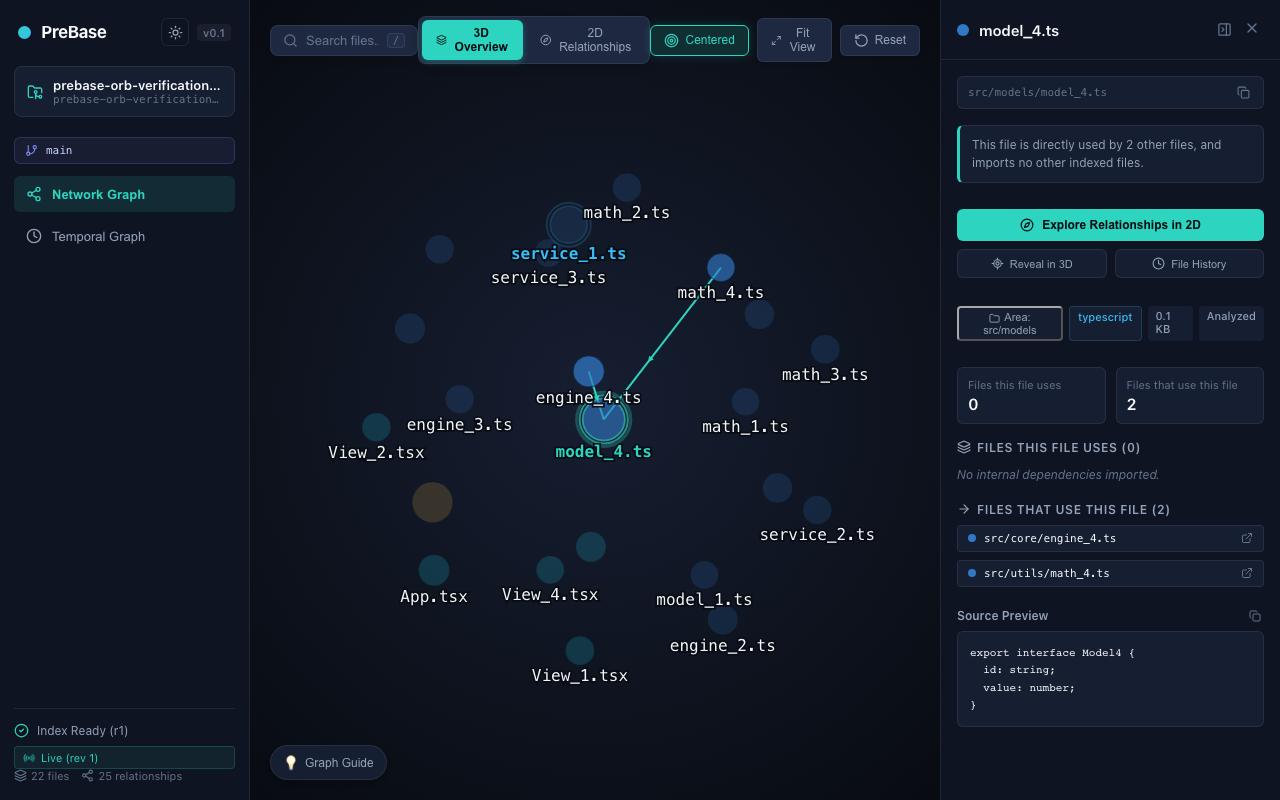 PreBase
v0.1
prebase-orb-verification...
prebase-orb-verification…
main
Network Graph
Temporal Graph
Index Ready (r1)
Live (rev 1)
22 files
25 relationships
Search files.
/
3D
Overview
2D
Relationships
Centered
Fit
View
Reset
math_2.ts
service_1.ts
service_3.ts
math_4.ts
math_3.ts
engine_4.ts
engine_3.ts
math_1.ts
View_2.tsx
model_4.ts
service_2.ts
App.tsx
View_4.tsx
model_1.ts
engine_2.ts
View_1.tsx
Graph Guide
model_4.ts
src/models/model_4.ts
This file is directly used by 2 other files, and
imports no other indexed files.
Explore Relationships in 2D
Reveal in 3D
File History
Area:
src/models
typescript
0.1
KB
Analyzed
Files this file uses
0
Files that use this file
2
FILES THIS FILE USES (0)
No internal dependencies imported.
FILES THAT USE THIS FILE (2)
src/core/engine_4.ts
src/utils/math_4.ts
Source Preview
export interface Model4 {
  id: string;
  value: number;
}